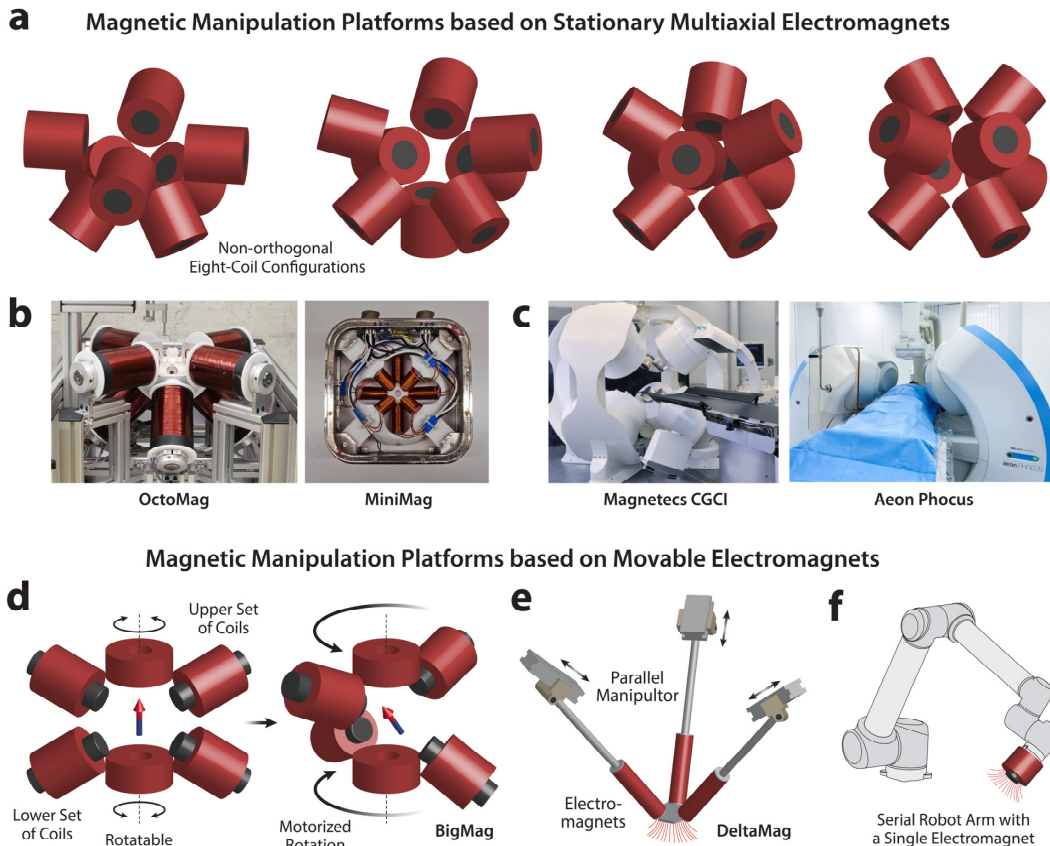 a
Magnetic Manipulation Platforms based on Stationary Multiaxial Electromagnets
Non-orthogonal
Eight-Coil Configurations
b
c
OctoMag
MiniMag
Magnetecs CGCI
aeon PHOCUS
Aeon Phocus
Magnetic Manipulation Platforms based on Movable Electromagnets
d
Upper Set
of Coils
Lower Set
of Coils
Rotatable
Motorized
Rotation
BigMag
e
Parallel
Manipultor
Electro-
magnets
DeltaMag
f
Serial Robot Arm with
a Single Electromagnet